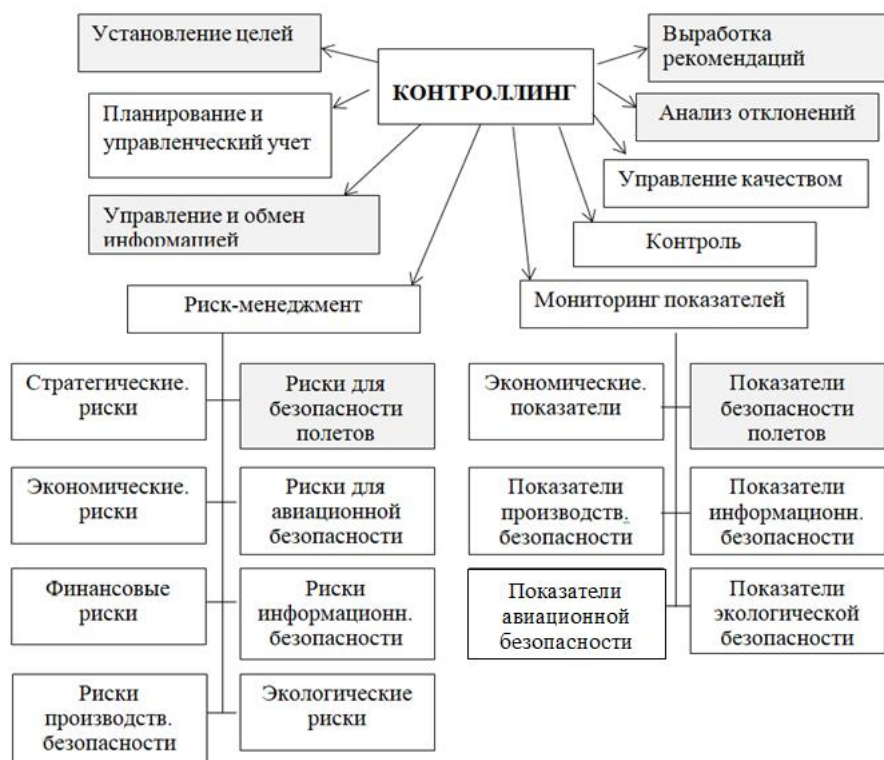 Установление целей
КОНТРОЛЛИНГ
Выработка
рекомендаций
Планирование и
управленческий учет
Анализ отклонений
Управление качеством
Управление и обмен
информацией
Контроль
Риск-менеджмент
Мониторинг показателей
Стратегические.
риски
Риски для
безопасности
полетов
Экономические.
риски
Риски для
авиационной
безопасности
Финансовые
риски
Риски
информационн.
безопасности
Риски
производств.
безопасности
Экологические
риски
Экономические.
показатели
Показатели
безопасности
полетов
Показатели
производств.
безопасности
Показатели
информационн.
безопасности
Показатели
авиационной
безопасности
Показатели
экологической
безопасности